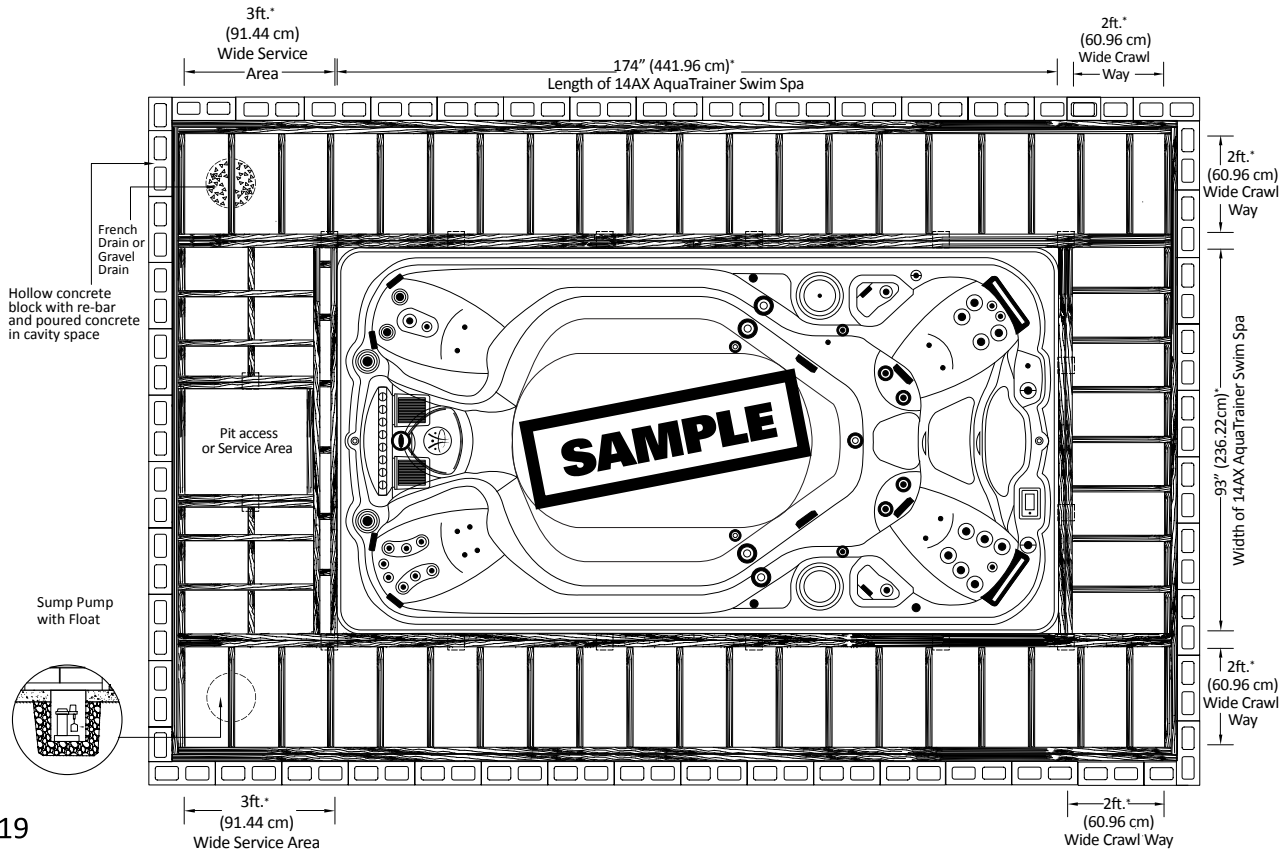 3ft.*
(91.44 cm)
Wide Service
Area
174" (441.96 cm)*
Length of 14AX AquaTrainer Swim Spa
2ft.*
(60.96 cm)
Wide Crawl
Way
2ft.*
(60.96 cm)
Wide Crawl
Way
French
Drain or
Gravel
Drain
Hollow concrete
block with re-bar
and poured concrete
in cavity space
Pit access
or Service Area
SAMPLE
93" (236.22cm)*
Width of 14AX AquaTrainer Swim Spa
Sump Pump
with Float
2ft.*
(60.96 cm)
Wide Crawl
Way
3ft.*
(91.44 cm)
Wide Service Area
2ft.*
(60.96 cm)
Wide Crawl Way
19